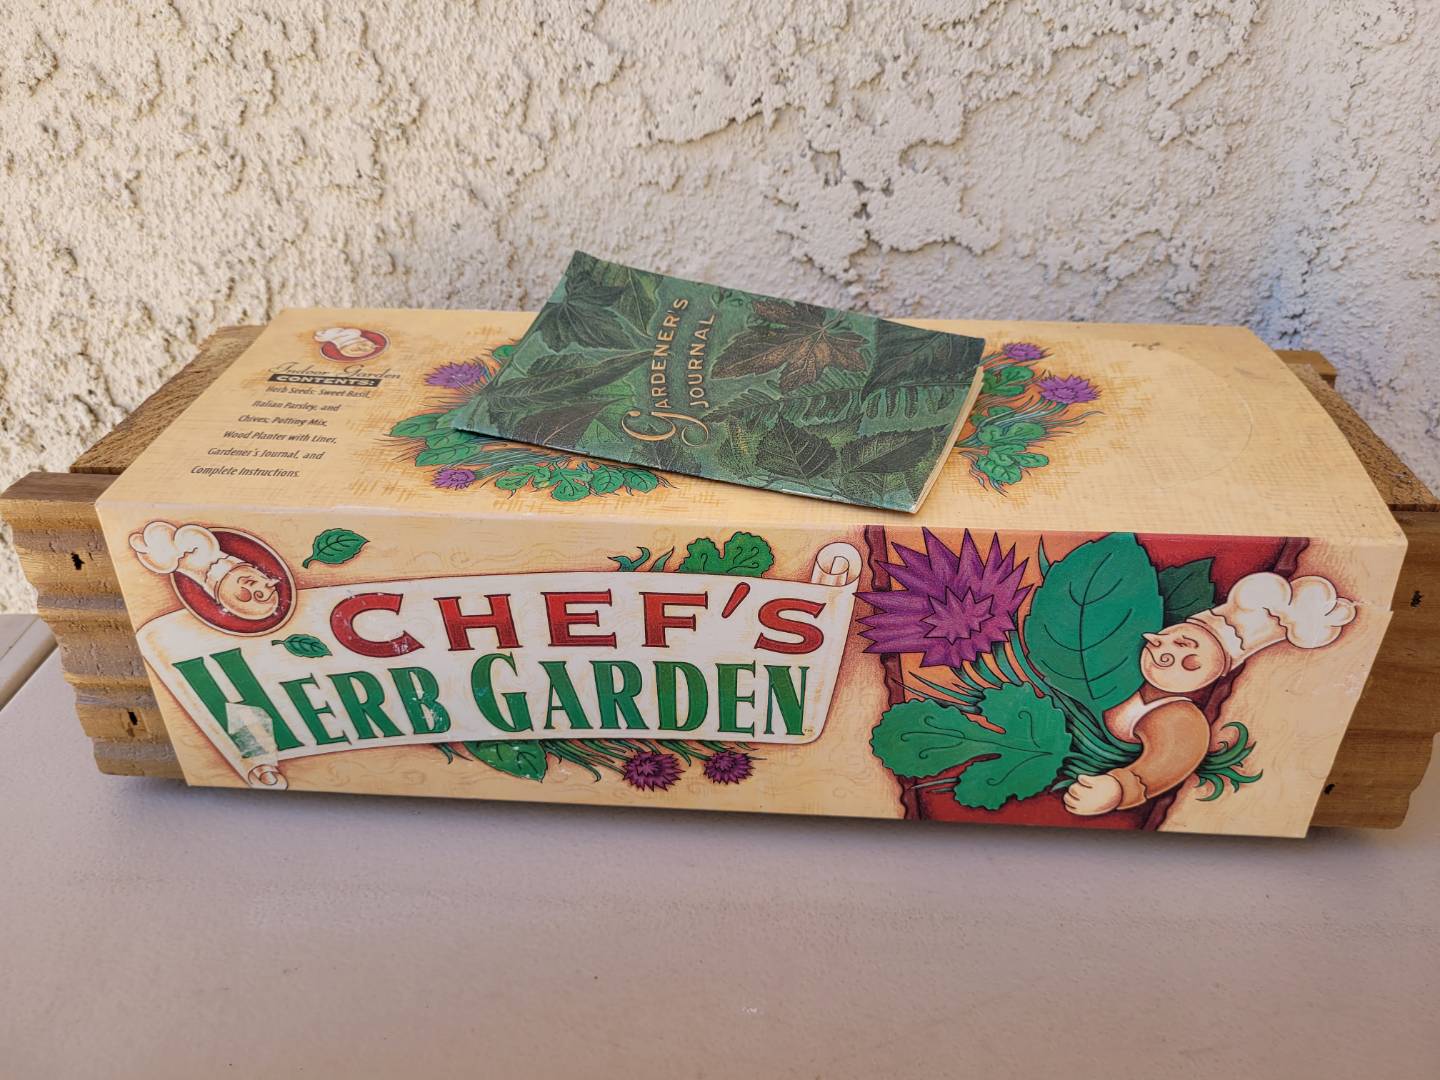 Indoor Garden
CONTENTS:
Herb Seeds: Sweet Basil,
Italian Parsley, and
Chives; Potting Mix,
Wood Planter with Liner,
Gardener's Journal, and
Complete Instructions.
GARDENER'S
JOURNAL
CHEF'S
HERB GARDEN